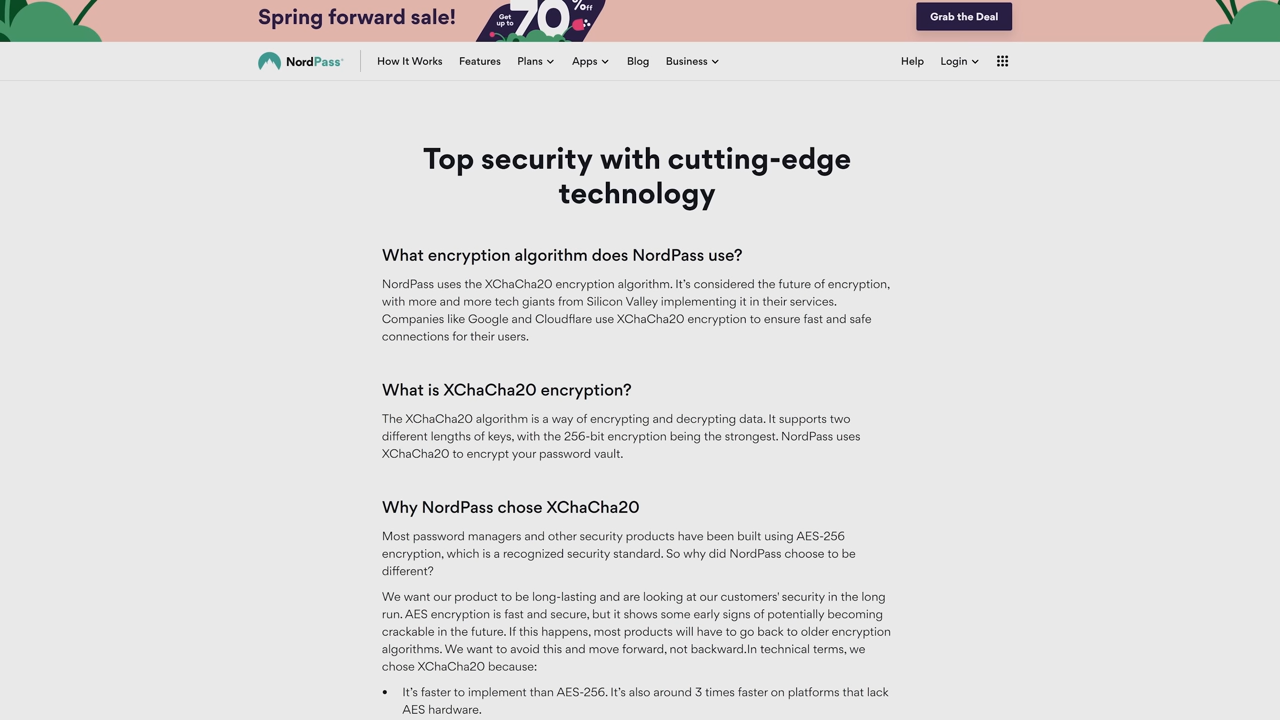 Spring forward sale!
Get
up to
70
%off
Grab the Deal
NordPass®
How It Works
Features
Plans
Apps
Blog
Business
Help
Login
Top security with cutting-edge
technology
What encryption algorithm does NordPass use?
NordPass uses the XChaCha20 encryption algorithm. It’s considered the future of encryption,
with more and more tech giants from Silicon Valley implementing it in their services.
Companies like Google and Cloudflare use XChaCha20 encryption to ensure fast and safe
connections for their users.
What is XChaCha20 encryption?
The XChaCha20 algorithm is a way of encrypting and decrypting data. It supports two
different lengths of keys, with the 256-bit encryption being the strongest. NordPass uses
XChaCha20 to encrypt your password vault.
Why NordPass chose XChaCha20
Most password managers and other security products have been built using AES-256
encryption, which is a recognized security standard. So why did NordPass choose to be
different?
We want our product to be long-lasting and are looking at our customers' security in the long
run. AES encryption is fast and secure, but it shows some early signs of potentially becoming
crackable in the future. If this happens, most products will have to go back to older encryption
algorithms. We want to avoid this and move forward, not backward.In technical terms, we
chose XChaCha20 because:
• It’s faster to implement than AES-256. It’s also around 3 times faster on platforms that lack
AES hardware.